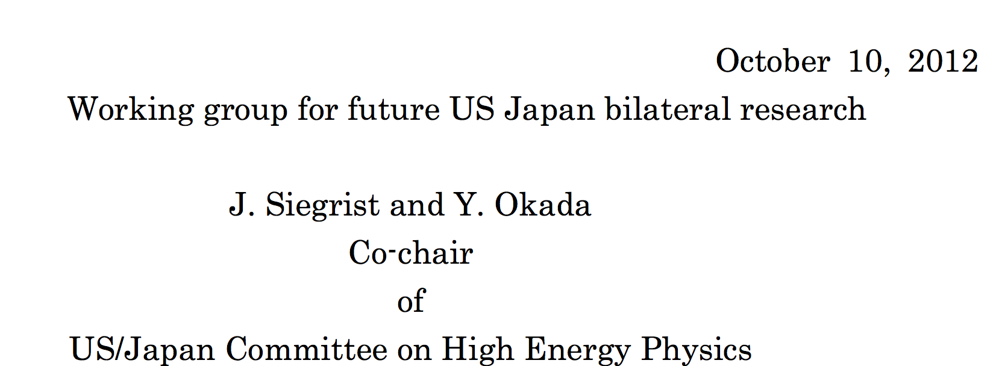 October 10, 2012
Working group for future US Japan bilateral research
J. Siegrist and Y. Okada
Co-chair
of
US/Japan Committee on High Energy Physics